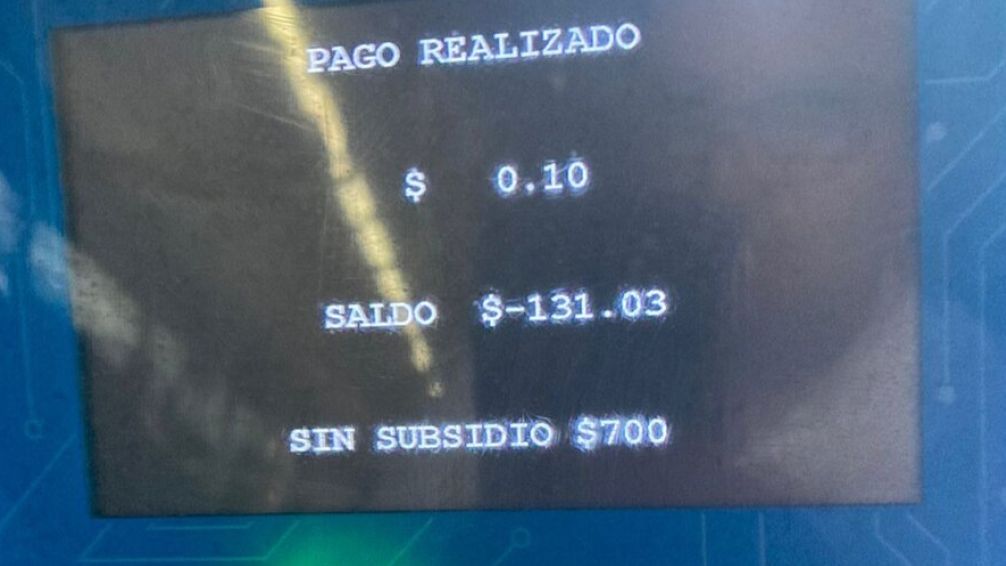 PAGO REALIZADO
$ 0.10
SALDO $-131.03
SIN SUBSIDIO $700